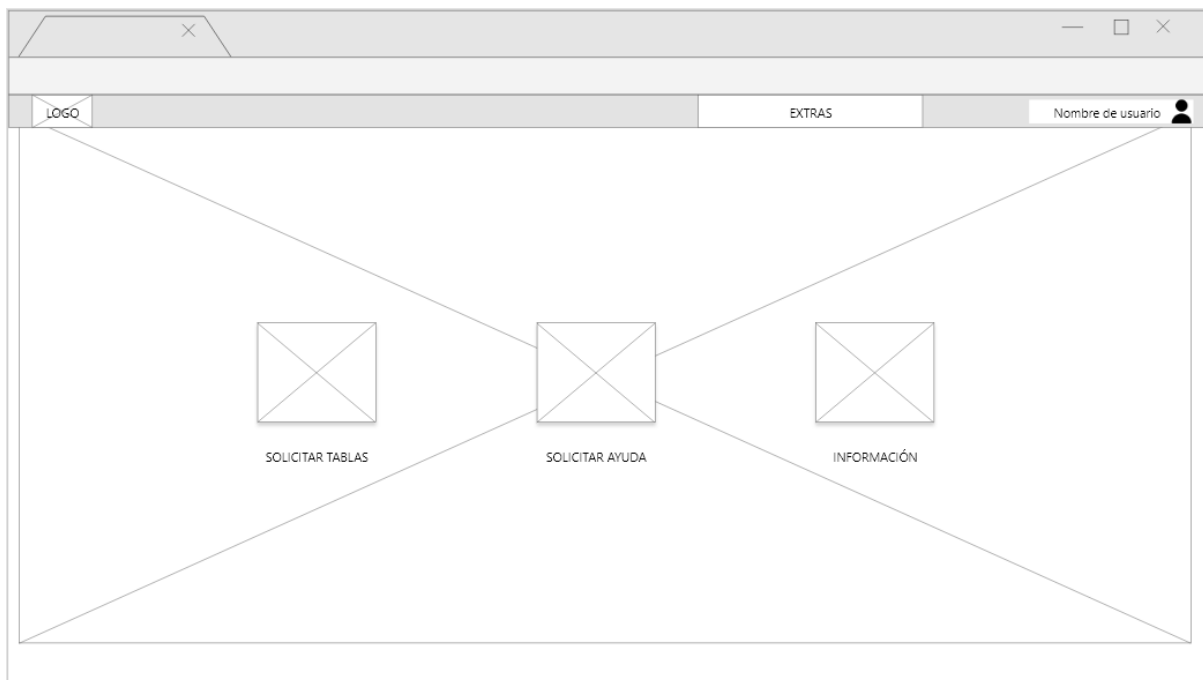 LOGO
EXTRAS
Nombre de usuario
SOLICITAR TABLAS
SOLICITAR AYUDA
INFORMACIÓN